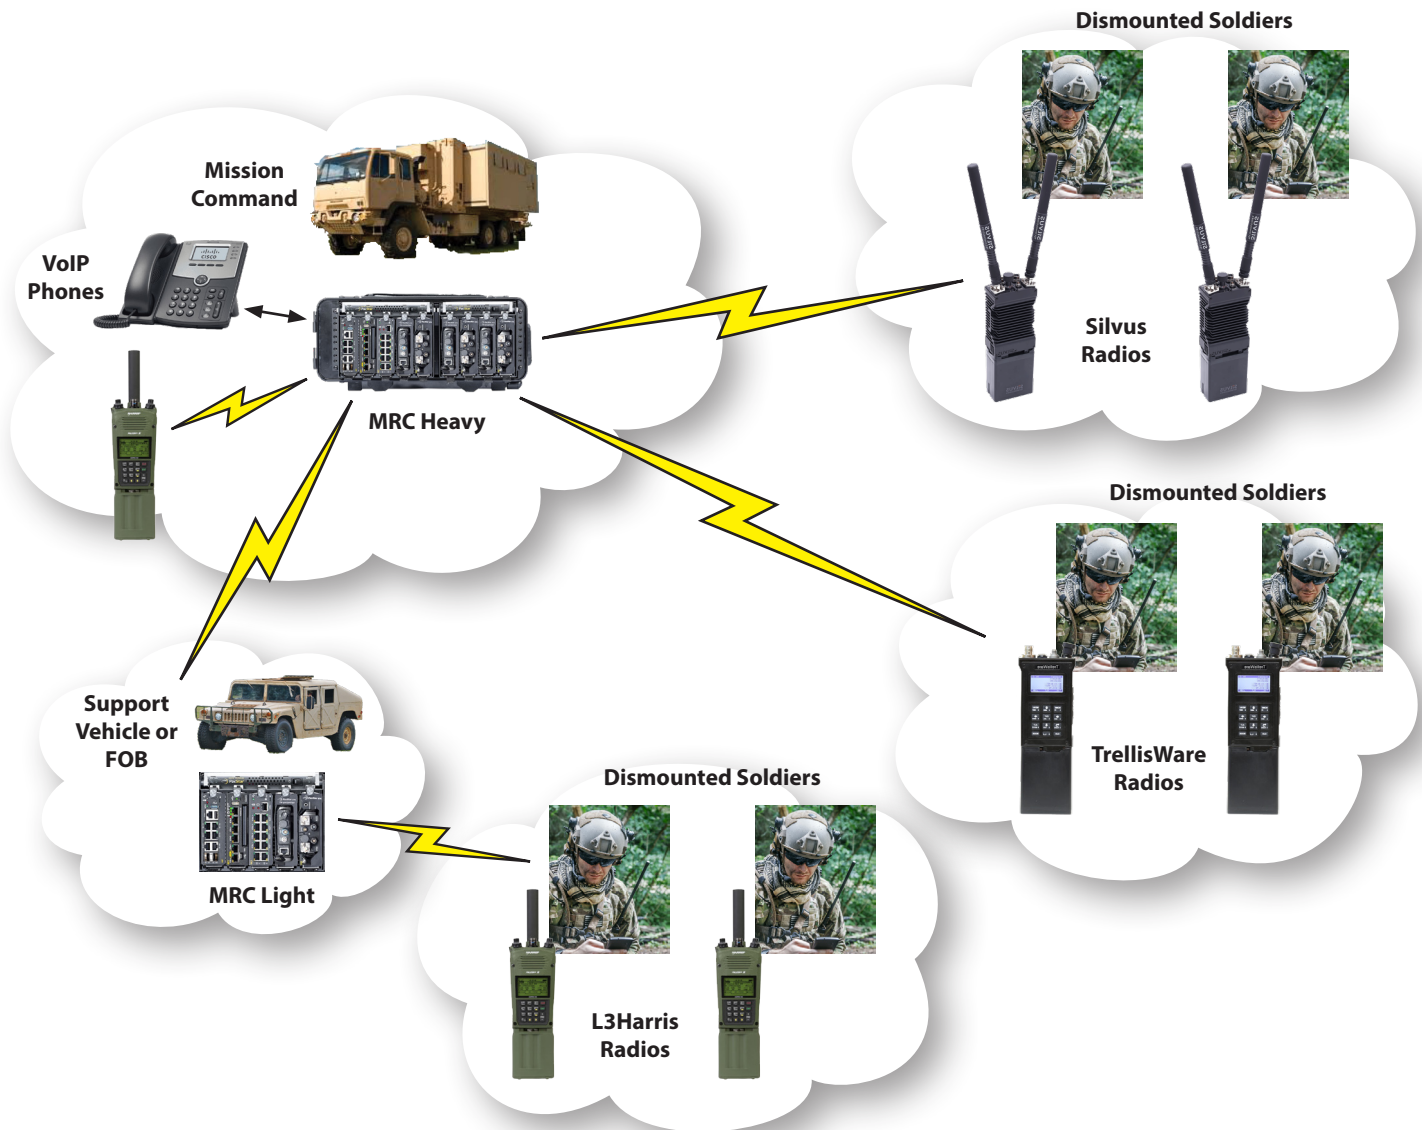 Dismounted Soldiers
Mission
Command
VoIP
Phones
CISCO
MRC Heavy
Silvus
Radios
Dismounted Soldiers
TrellisWare
Radios
Support
Vehicle or
FOB
MRC Light
Dismounted Soldiers
L3Harris
Radios